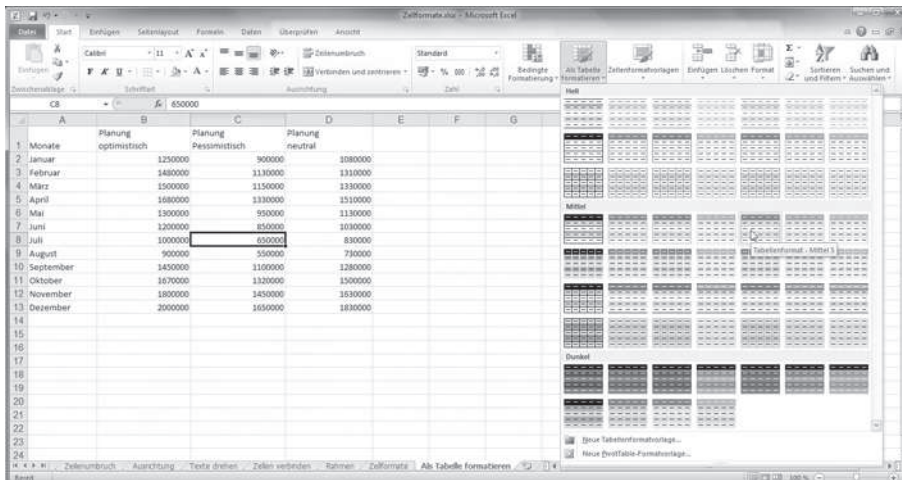 Zellformate.xlsx - Microsoft Excel
Datei Start Einfügen Seitenlayout Formeln Daten Überprüfen Ansicht
Calibri 11 Zeilenumbruch Standard
Einfügen F K U Verbinden und zentrieren % 000 Bedingte Formatierung Als Tabelle formatieren Zellenformatvorlagen Einfügen Löschen Format Sortieren und Filtern Suchen und Auswählen
Zwischenablage Schriftart Ausrichtung Zahl
C8 fx 650000
A B C D E F G
1 Monate Planung optimistisch Planung Pessimistisch Planung neutral
2 Januar 1250000 900000 1080000
3 Februar 1480000 1130000 1310000
4 März 1500000 1150000 1330000
5 April 1680000 1330000 1510000
6 Mai 1300000 950000 1130000
7 Juni 1200000 850000 1030000
8 Juli 1000000 650000 830000
9 August 900000 550000 730000
10 September 1450000 1100000 1280000
11 Oktober 1670000 1320000 1500000
12 November 1800000 1450000 1630000
13 Dezember 2000000 1650000 1830000
14
15
16
17
18
19
20
21
22
23
24
Hell
Mittel
Tabellenformat - Mittel 5
Dunkel
Neue Tabellenformatvorlage...
Neue PivotTable-Formatvorlage...
Zeilenumbruch Ausrichtung Texte drehen Zellen verbinden Rahmen Zellformate Als Tabelle formatieren
Bereit 100 %